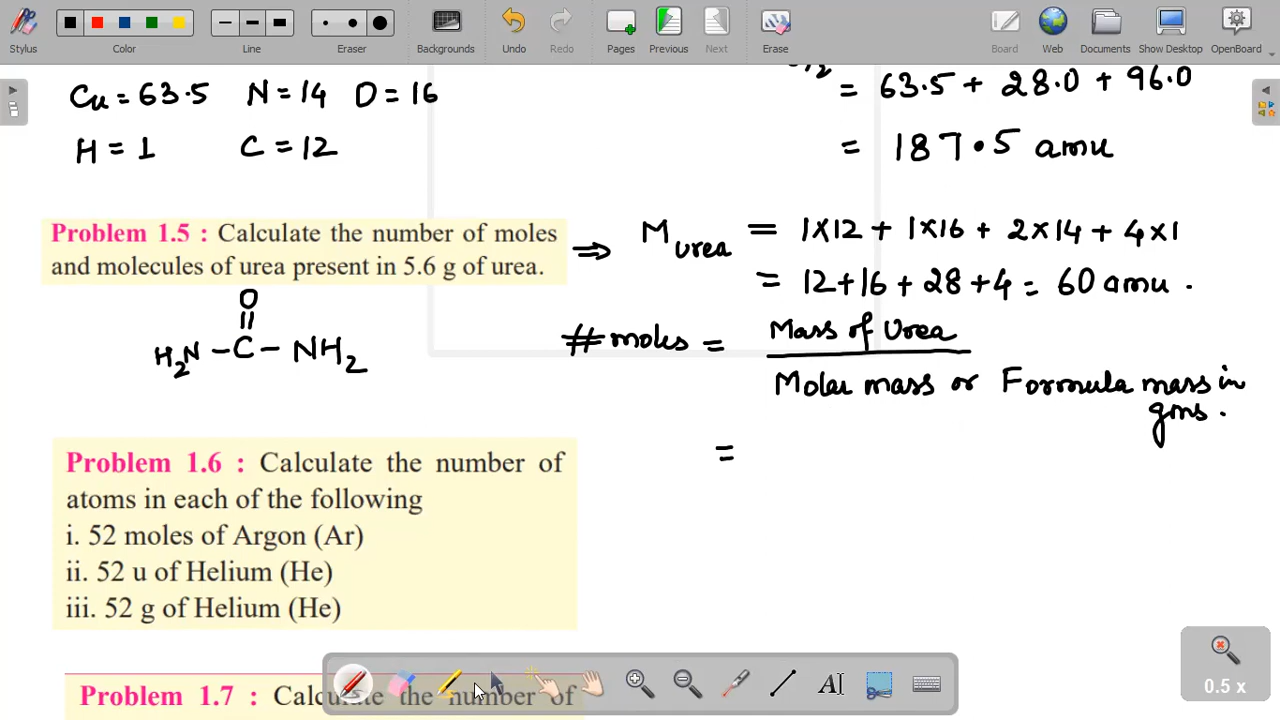 Stylus Color Line Eraser Backgrounds Undo Redo Pages Previous Next Erase Board Web Documents Show Desktop OpenBoard
Cu = 63.5 N = 14 O = 16
= 63.5 + 28.0 + 96.0
H = 1 C = 12
= 187.5 amu
Problem 1.5 : Calculate the number of moles
and molecules of urea present in 5.6 g of urea.
⇒ M urea = 1×12 + 1×16 + 2×14 + 4×1
= 12+16 + 28 +4 = 60 amu .
O
||
H2N – C – NH2
# moles = Mass of Urea
Molar mass or Formula mass in
gms .
=
Problem 1.6 : Calculate the number of
atoms in each of the following
i. 52 moles of Argon (Ar)
ii. 52 u of Helium (He)
iii. 52 g of Helium (He)
Problem 1.7 : Calculate the number of
AI
0.5 x